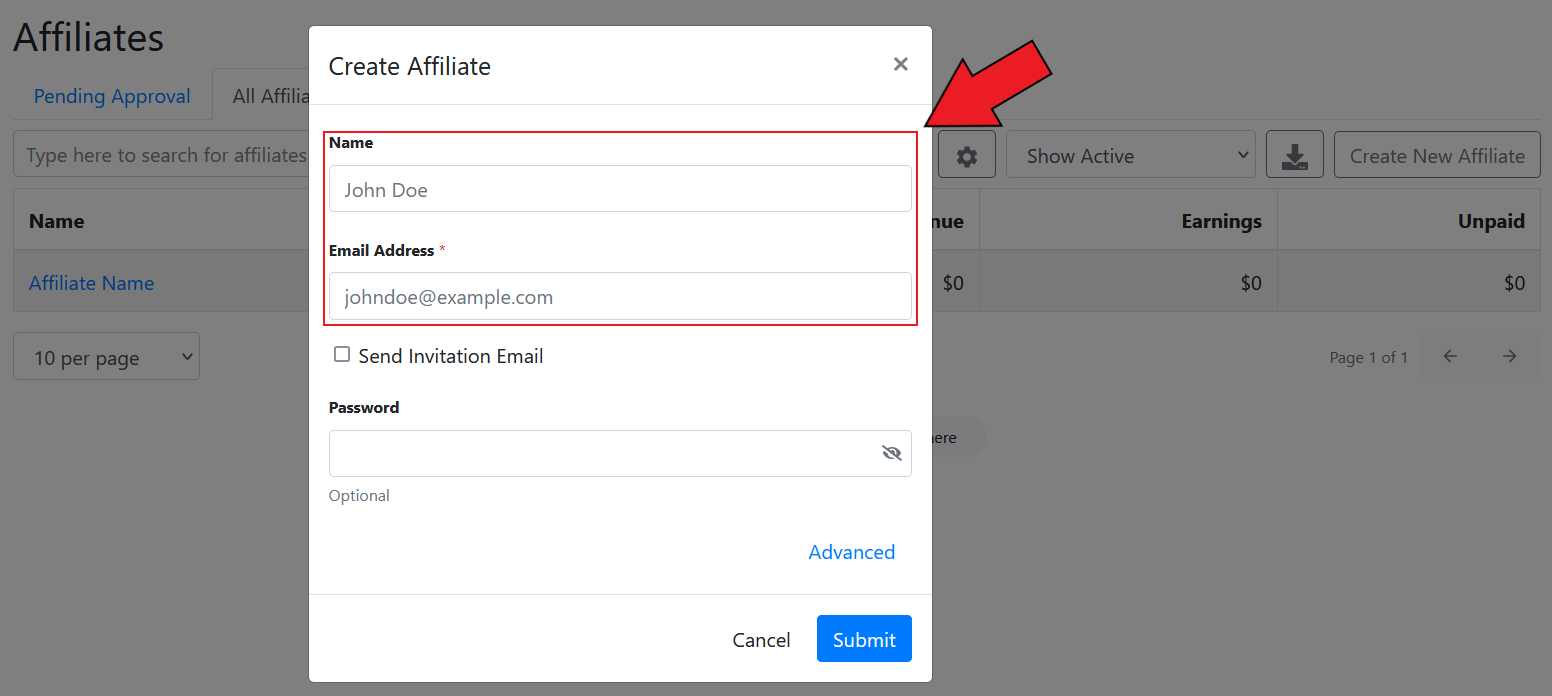 Affiliates
Pending Approval
All Affilia
Type here to search for affiliates
Show Active
Create New Affiliate
Name
nue
Earnings
Unpaid
Affiliate Name
$0
$0
$0
10 per page
Page 1 of 1
here
Create Affiliate
×
Name
John Doe
Email Address *
johndoe@example.com
Send Invitation Email
Password
Optional
Advanced
Cancel
Submit